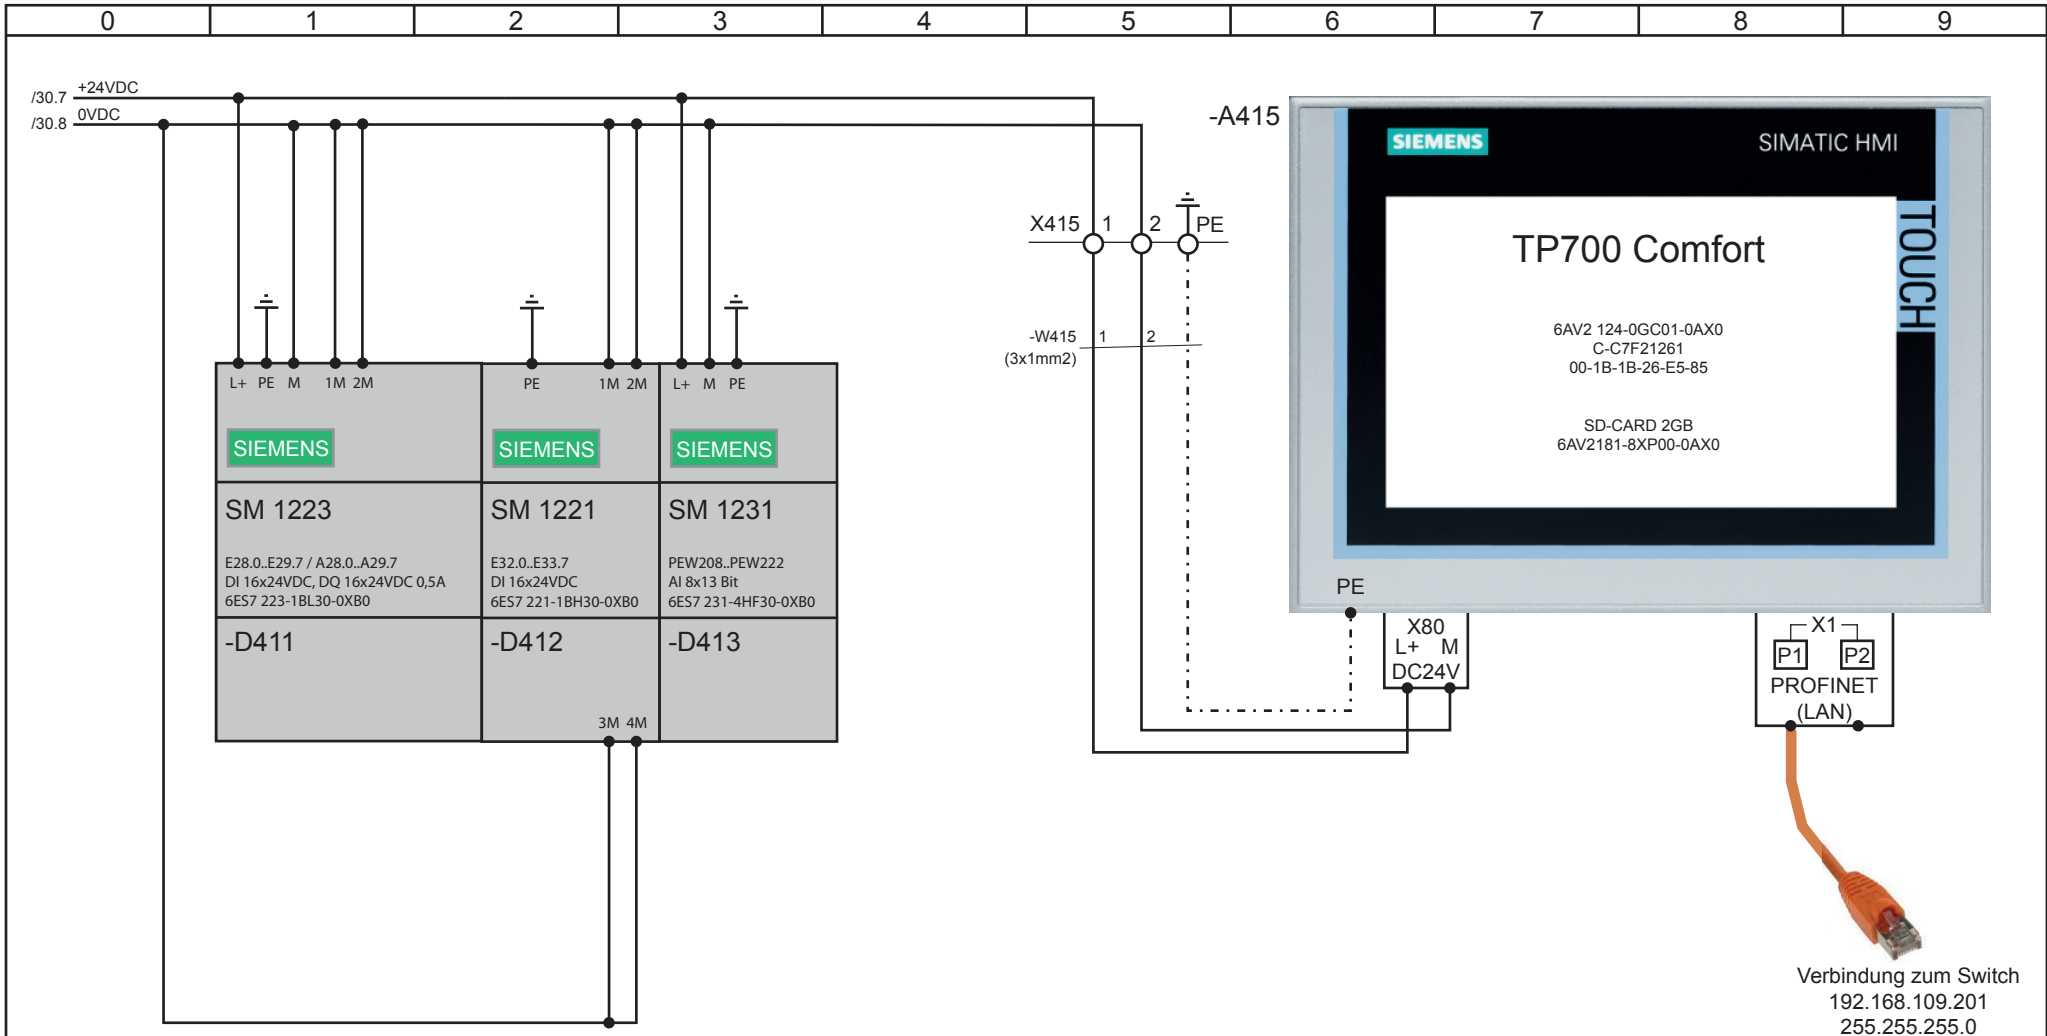 0 1 2 3 4 5 6 7 8 9
/30.7 +24VDC
/30.8 0VDC
-A415
SIEMENS
SIMATIC HMI
TOUCH
TP700 Comfort
6AV2 124-0GC01-0AX0
C-C7F21261
00-1B-1B-26-E5-85
SD-CARD 2GB
6AV2181-8XP00-0AX0
X415 1 2 PE
-W415 1 2
(3x1mm2)
L+ PE M 1M 2M
SIEMENS
SM 1223
E28.0..E29.7 / A28.0..A29.7
DI 16x24VDC, DQ 16x24VDC 0,5A
6ES7 223-1BL30-0XB0
-D411
PE 1M 2M
SIEMENS
SM 1221
E32.0..E33.7
DI 16x24VDC
6ES7 221-1BH30-0XB0
-D412
3M 4M
L+ M PE
SIEMENS
SM 1231
PEW208..PEW222
AI 8x13 Bit
6ES7 231-4HF30-0XB0
-D413
PE
X80
L+ M
DC24V
X1
P1 P2
PROFINET
(LAN)
Verbindung zum Switch
192.168.109.201
255.255.255.0